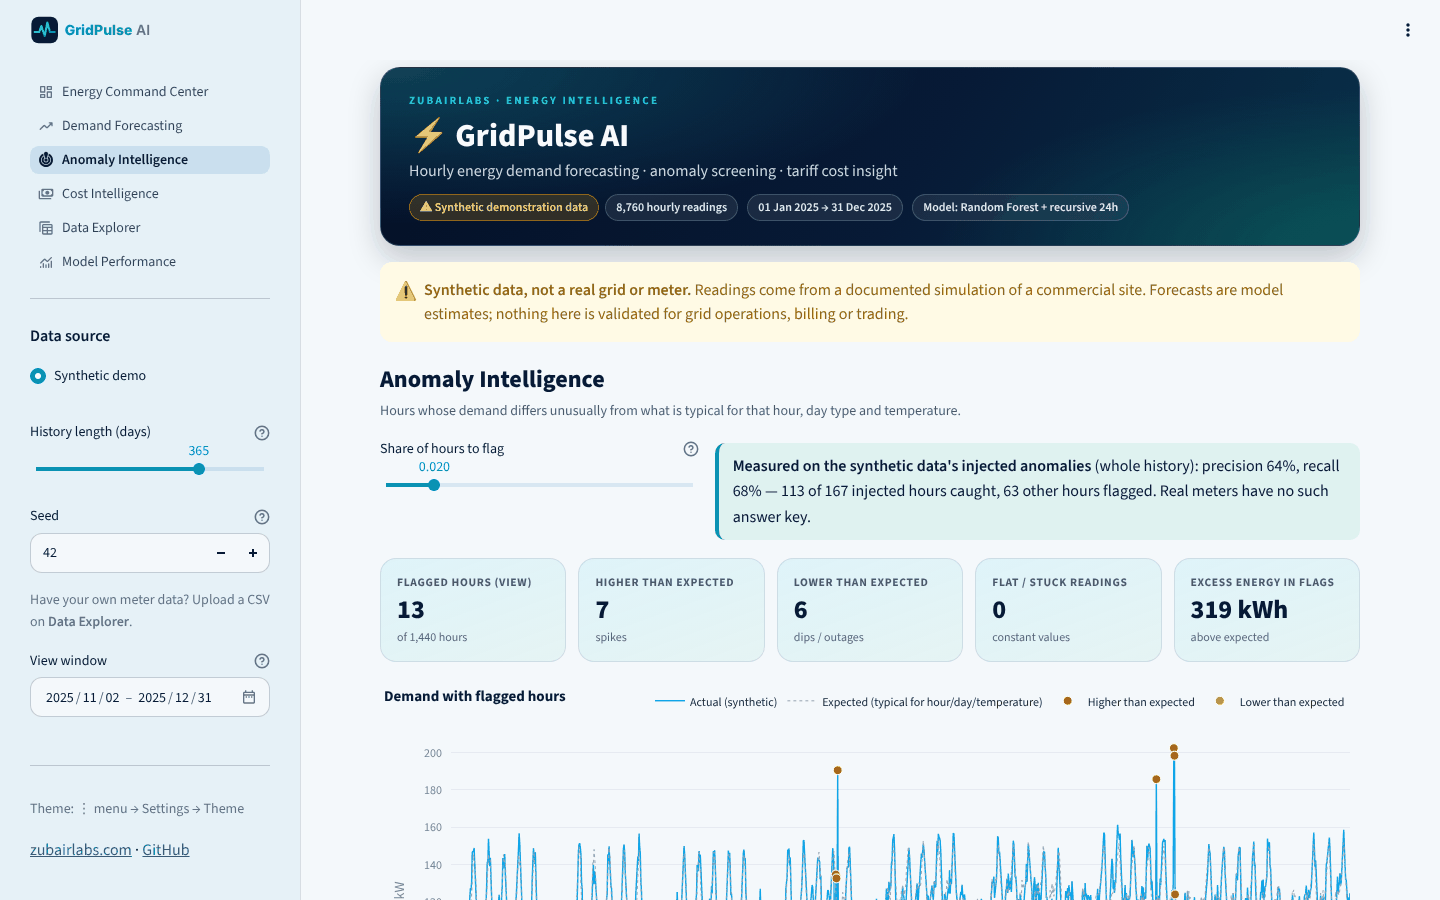 GridPulse AI
Energy Command Center
Demand Forecasting
Anomaly Intelligence
Cost Intelligence
Data Explorer
Model Performance
Data source
Synthetic demo
History length (days)
365
Seed
42
Have your own meter data? Upload a CSV
on Data Explorer.
View window
2025/11/02 – 2025/12/31
Theme: ⋮ menu → Settings → Theme
zubairlabs.com · GitHub
ZUBAIRLABS · ENERGY INTELLIGENCE
⚡ GridPulse AI
Hourly energy demand forecasting · anomaly screening · tariff cost insight
⚠ Synthetic demonstration data
8,760 hourly readings
01 Jan 2025 → 31 Dec 2025
Model: Random Forest + recursive 24h
⚠ Synthetic data, not a real grid or meter. Readings come from a documented simulation of a commercial site. Forecasts are model
estimates; nothing here is validated for grid operations, billing or trading.
Anomaly Intelligence
Hours whose demand differs unusually from what is typical for that hour, day type and temperature.
Share of hours to flag
0.020
Measured on the synthetic data's injected anomalies (whole history): precision 64%, recall
68% — 113 of 167 injected hours caught, 63 other hours flagged. Real meters have no such
answer key.
FLAGGED HOURS (VIEW)
13
of 1,440 hours
HIGHER THAN EXPECTED
7
spikes
LOWER THAN EXPECTED
6
dips / outages
FLAT / STUCK READINGS
0
constant values
EXCESS ENERGY IN FLAGS
319 kWh
above expected
Demand with flagged hours
Actual (synthetic)
Expected (typical for hour/day/temperature)
Higher than expected
Lower than expected
200
180
160
140
120
kW